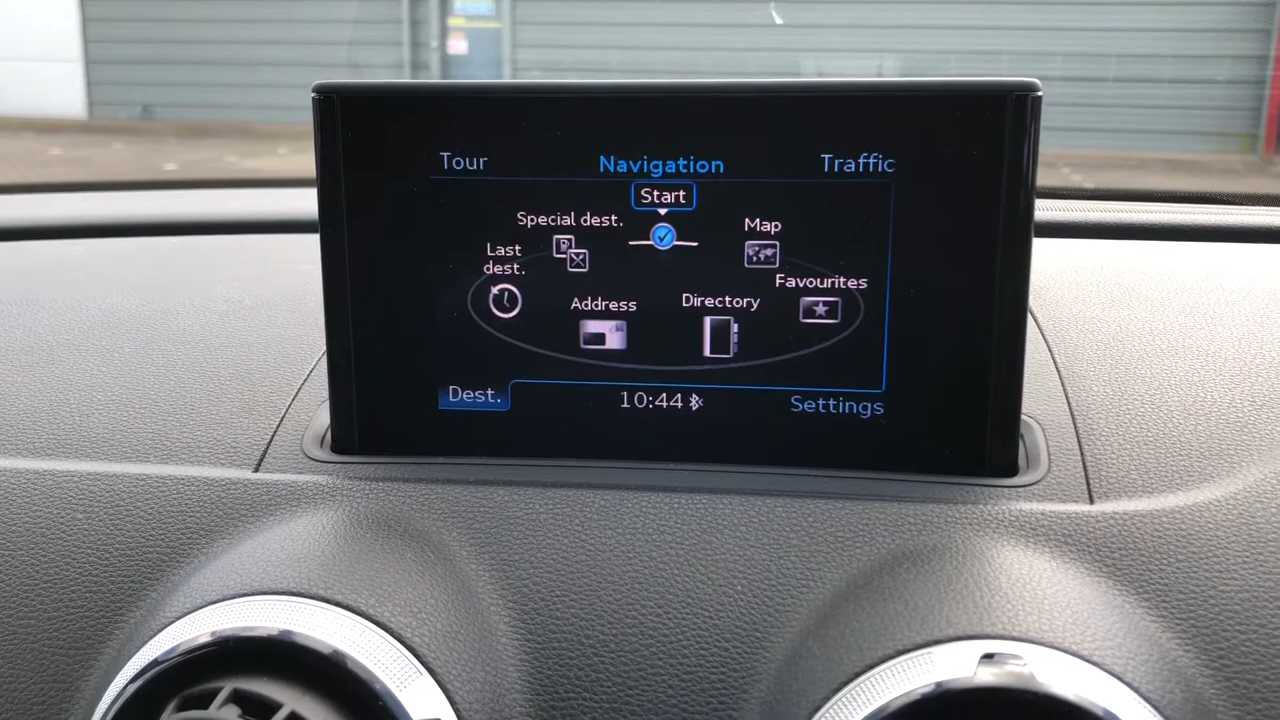 Tour Navigation Traffic
Start
Special dest.
Map
Last
dest.
Favourites
Address
Directory
Dest.
10:44
Settings